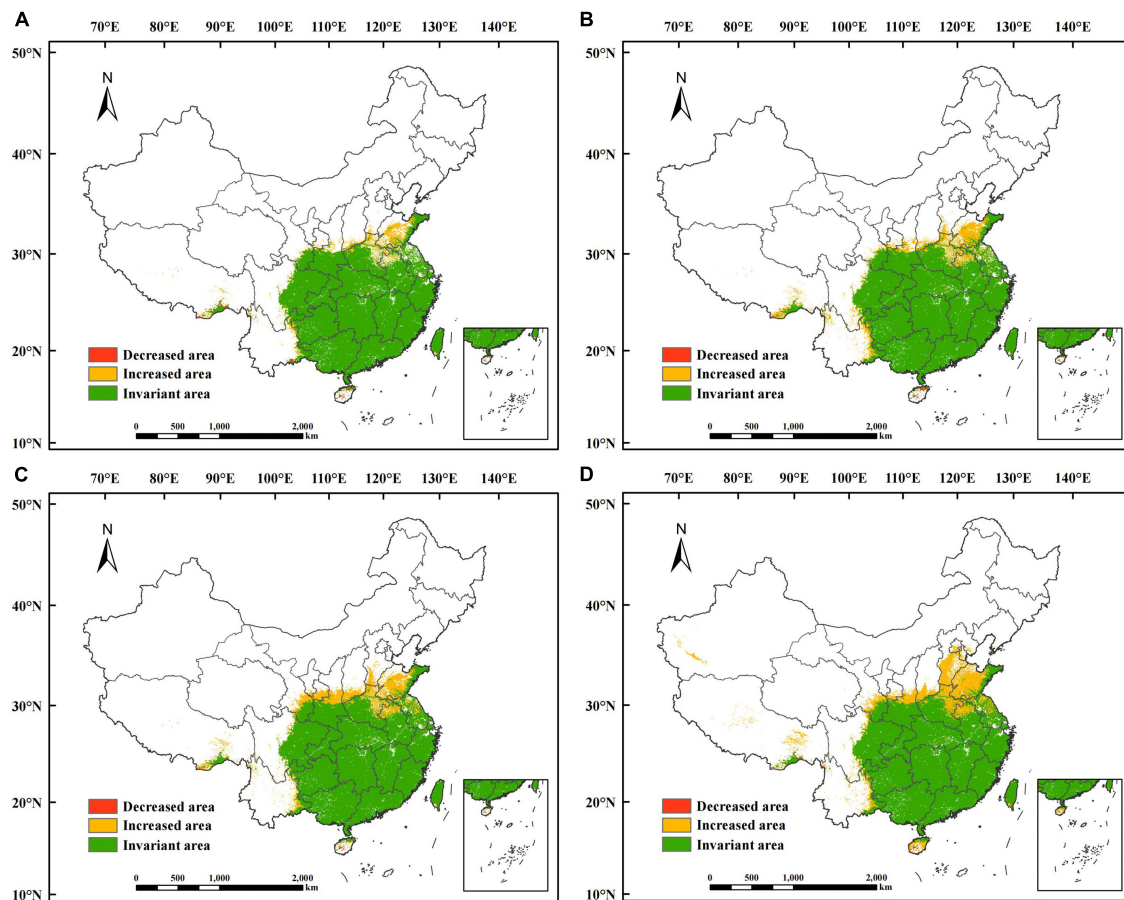 A
70°E 80°E 90°E 100°E 110°E 120°E 130°E 140°E
50°N
40°N
30°N
20°N
10°N
N
Decreased area
Increased area
Invariant area
0 500 1,000 2,000
km
B
70°E 80°E 90°E 100°E 110°E 120°E 130°E 140°E
50°N
40°N
30°N
20°N
10°N
N
Decreased area
Increased area
Invariant area
0 500 1,000 2,000
km
C
70°E 80°E 90°E 100°E 110°E 120°E 130°E 140°E
50°N
40°N
30°N
20°N
10°N
N
Decreased area
Increased area
Invariant area
0 500 1,000 2,000
km
D
70°E 80°E 90°E 100°E 110°E 120°E 130°E 140°E
50°N
40°N
30°N
20°N
10°N
N
Decreased area
Increased area
Invariant area
0 500 1,000 2,000
km